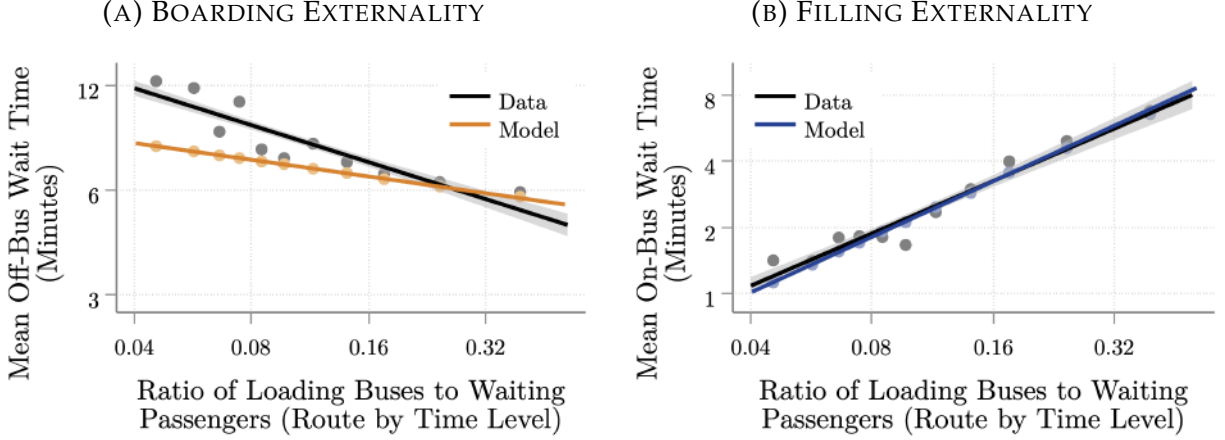 (A) BOARDING EXTERNALITY
Mean Off-Bus Wait Time
(Minutes)
12
6
3
Data
Model
0.04
0.08
0.16
0.32
Ratio of Loading Buses to Waiting
Passengers (Route by Time Level)
(B) FILLING EXTERNALITY
Mean On-Bus Wait Time
(Minutes)
8
4
2
1
Data
Model
0.04
0.08
0.16
0.32
Ratio of Loading Buses to Waiting
Passengers (Route by Time Level)